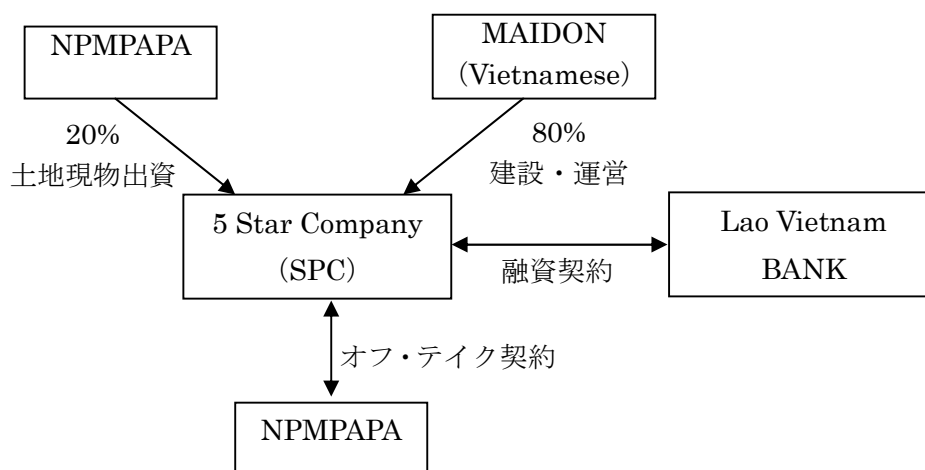 NPMPAPA
MAIDON
(Vietnamese)
20%
土地現物出資
80%
建設・運営
5 Star Company
(SPC)
融資契約
Lao Vietnam
BANK
オフ・テイク契約
NPMPAPA